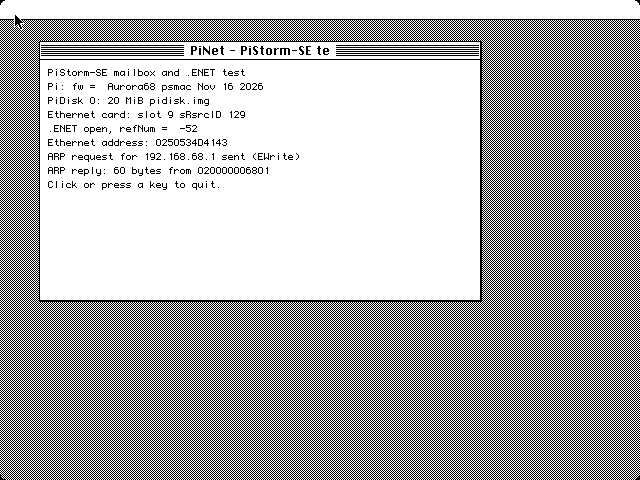 PiNet - PiStorm-SE te
PiStorm-SE mailbox and .ENET test
Pi: fw =  Aurora68 psmac Nov 16 2026
PiDisk 0: 20 MiB pidisk.img
Ethernet card: slot 9 sRsrcID 129
.ENET open, refNum =  -52
Ethernet address: 0250534D4143
ARP request for 192.168.68.1 sent (EWrite)
ARP reply: 60 bytes from 020000006801
Click or press a key to quit.